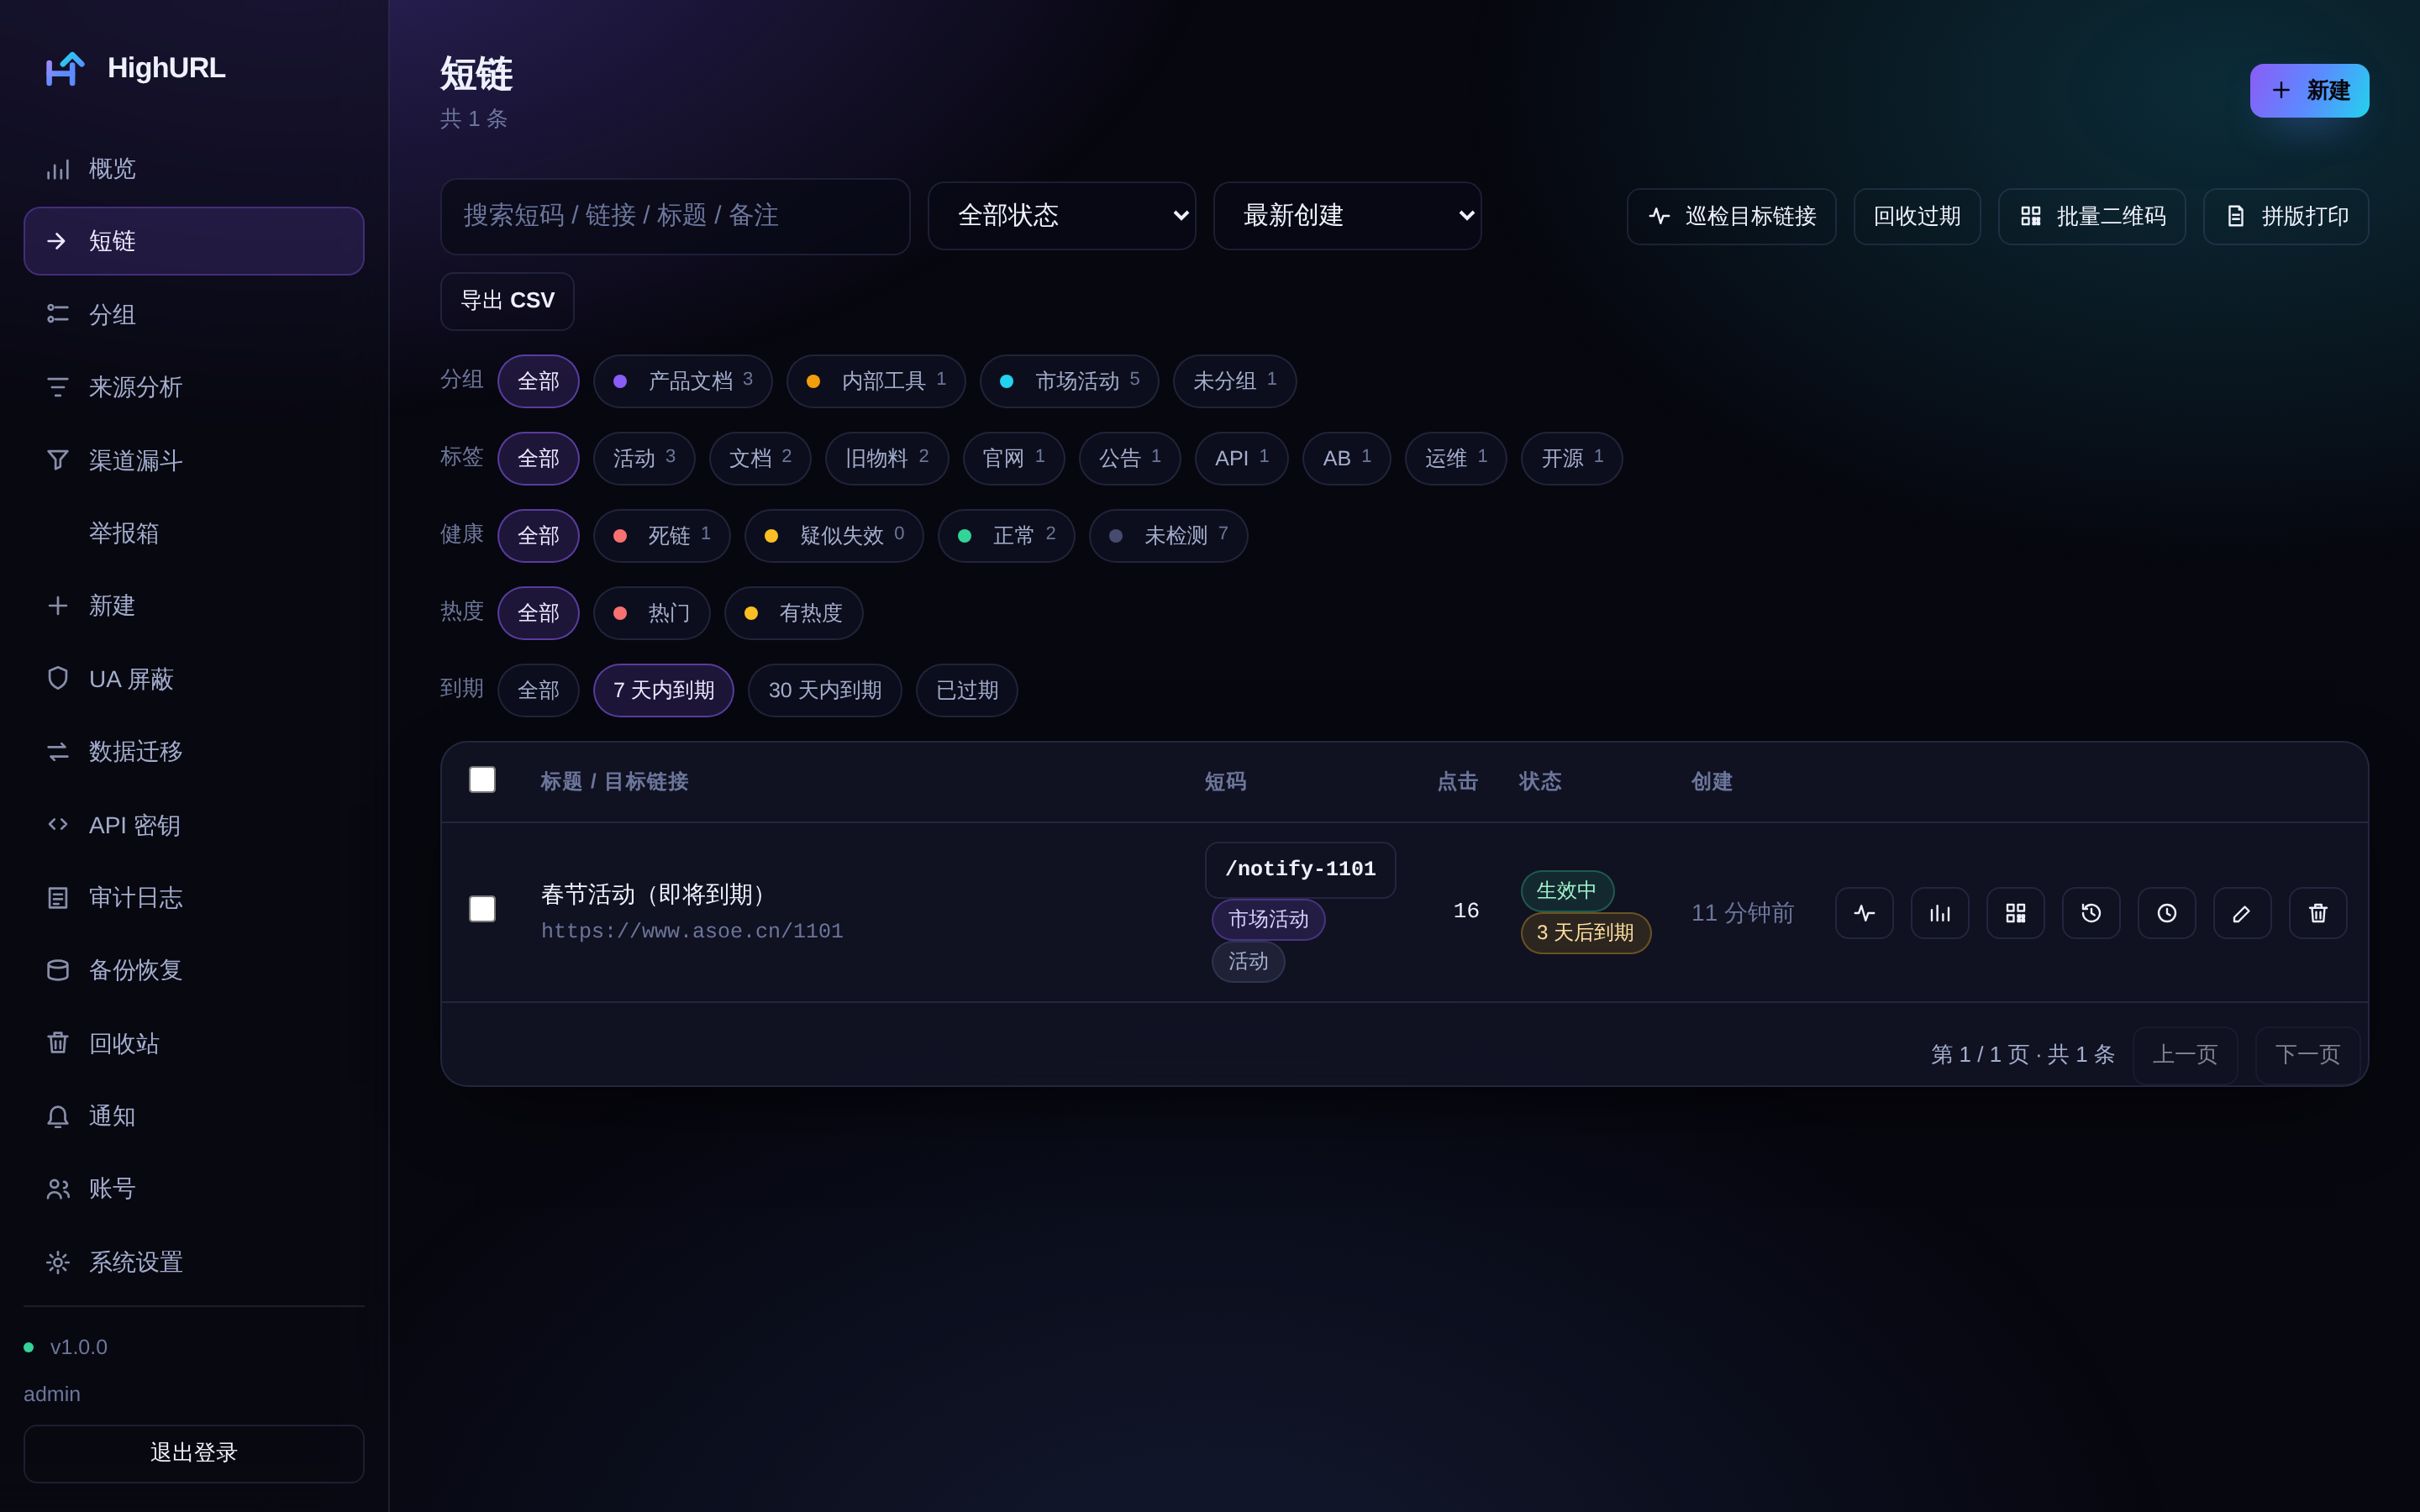 HighURL
概览
短链
分组
来源分析
渠道漏斗
举报箱
新建
UA 屏蔽
数据迁移
API 密钥
审计日志
备份恢复
回收站
通知
账号
系统设置
v1.0.0
admin
退出登录
短链
共 1 条
新建
搜索短码 / 链接 / 标题 / 备注 全部状态 最新创建 巡检目标链接 回收过期 批量二维码 拼版打印
导出 CSV
分组 全部 产品文档 3 内部工具 1 市场活动 5 未分组 1
标签 全部 活动 3 文档 2 旧物料 2 官网 1 公告 1 API 1 AB 1 运维 1 开源 1
健康 全部 死链 1 疑似失效 0 正常 2 未检测 7
热度 全部 热门 有热度
到期 全部 7 天内到期 30 天内到期 已过期
标题 / 目标链接 短码 点击 状态 创建
春节活动（即将到期）
https://www.asoe.cn/1101
/notify-1101
市场活动
活动
16
生效中
3 天后到期
11 分钟前
第 1 / 1 页 · 共 1 条 上一页 下一页